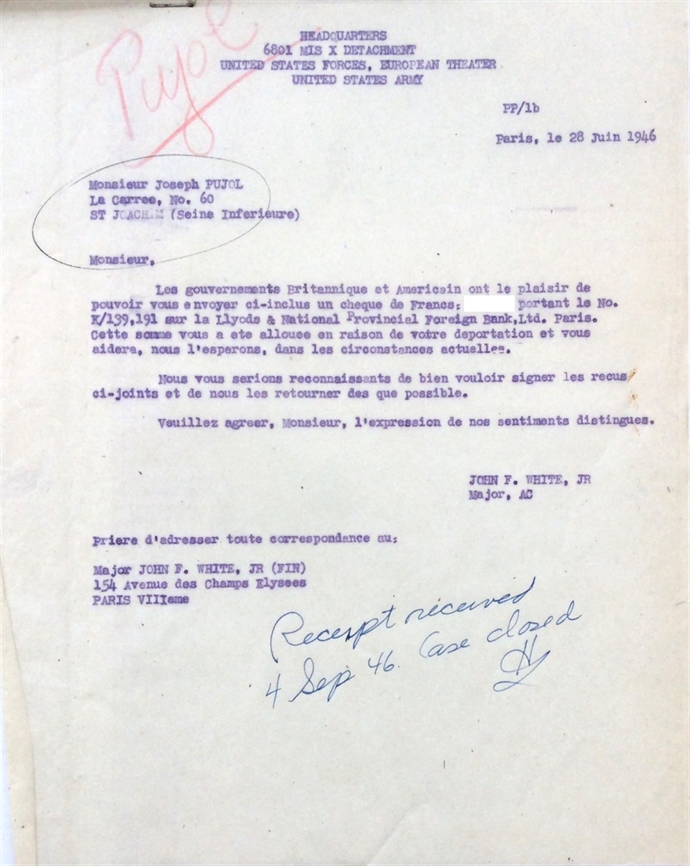 Pujol
HEADQUARTERS
6801 MIS X DETACHMENT
UNITED STATES FORCES, EUROPEAN THEATER
UNITED STATES ARMY
PP/lb
Paris, le 28 Juin 1946
Monsieur Joseph PUJOL
La Carree, No. 60
ST JOACHIM (Seine Inferieure)
Monsieur,
Les gouvernements Britannique et Americain ont le plaisir de
pouvoir vous envoyer ci-inclus un cheque de Francs: portant le No.
K/139,191 sur la Llyods & National Provincial Foreign Bank,Ltd. Paris.
Cette somme vous a ete allouee en raison de votre deportation et vous
aidera, nous l'esperons, dans les circonstances actuelles.
Nous vous serions reconnaissants de bien vouloir signer les recus
ci-joints et de nous les retourner des que possible.
Veuillez agreer, Monsieur, l'expression de nos sentiments distingues.
JOHN F. WHITE, JR
Major, AC
Priere d'adresser toute correspondance au:
Major JOHN F. WHITE, JR (FIN)
154 Avenue des Champs Elysees
PARIS VIIIeme
Receipt received
4 Sep 46. Case closed